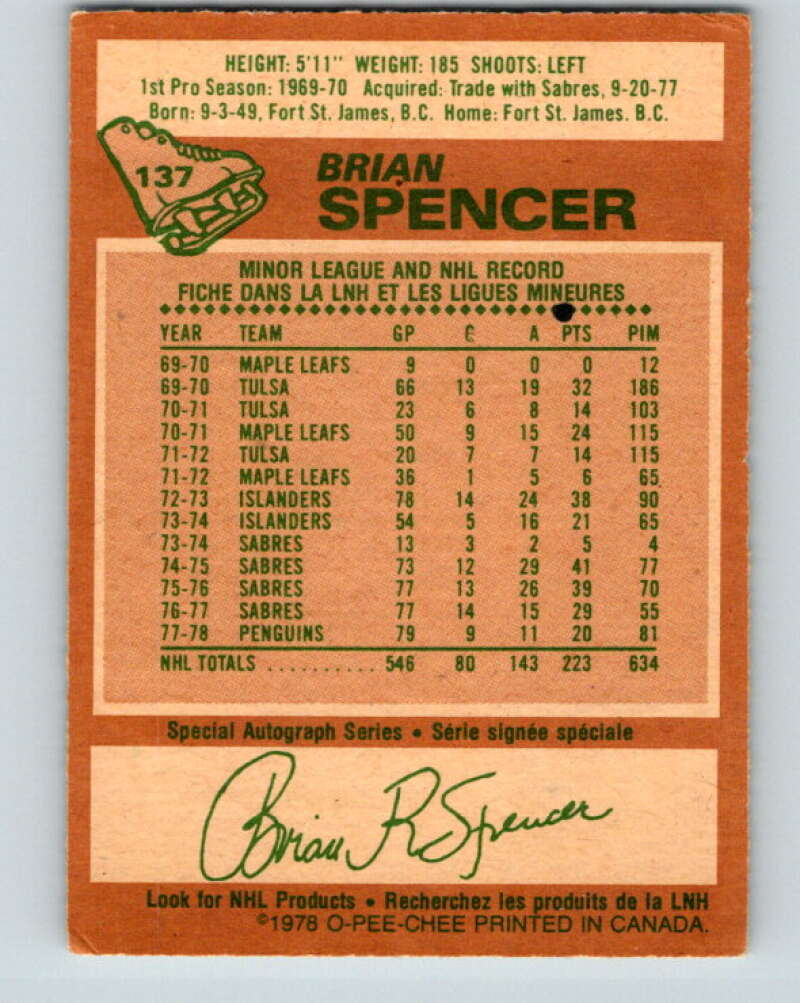 HEIGHT: 5'11" WEIGHT: 185 SHOOTS: LEFT
1st Pro Season: 1969-70 Acquired: Trade with Sabres, 9-20-77
Born: 9-3-49, Fort St. James, B.C. Home: Fort St. James. B.C.
137
BRIAN
SPENCER
MINOR LEAGUE AND NHL RECORD
FICHE DANS LA LNH ET LES LIGUES MINEURES
YEAR TEAM GP G A PTS PIM
69-70 MAPLE LEAFS 9 0 0 0 12
69-70 TULSA 66 13 19 32 186
70-71 TULSA 23 6 8 14 103
70-71 MAPLE LEAFS 50 9 15 24 115
71-72 TULSA 20 7 7 14 115
71-72 MAPLE LEAFS 36 1 5 6 65
72-73 ISLANDERS 78 14 24 38 90
73-74 ISLANDERS 54 5 16 21 65
73-74 SABRES 13 3 2 5 4
74-75 SABRES 73 12 29 41 77
75-76 SABRES 77 13 26 39 70
76-77 SABRES 77 14 15 29 55
77-78 PENGUINS 79 9 11 20 81
NHL TOTALS .......... 546 80 143 223 634
Special Autograph Series • Série signée spéciale
Brian R Spencer
Look for NHL Products • Recherchez les produits de la LNH
©1978 O-PEE-CHEE PRINTED IN CANADA.